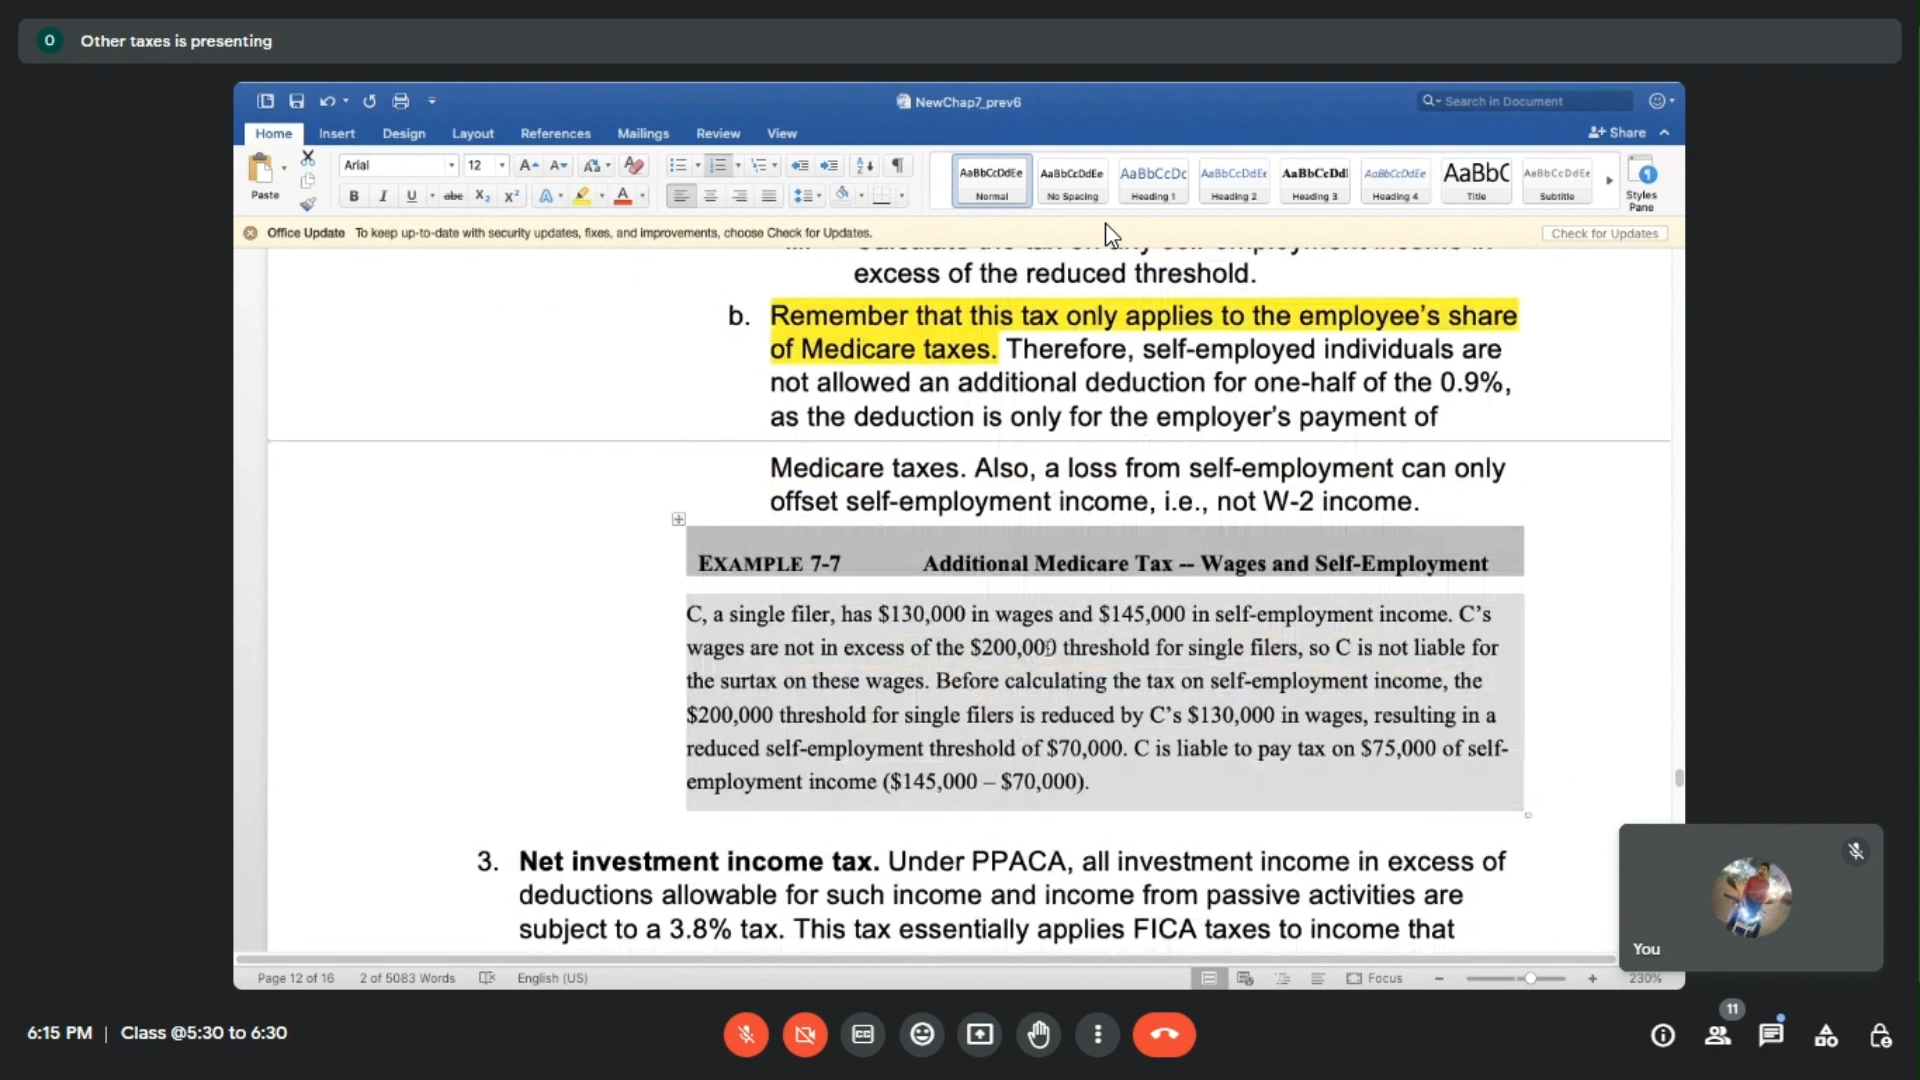 O Other taxes is presenting
NewChap7_prev6
Search in Document
Home Insert Design Layout References Mailings Review View
Share
Paste
Arial 12
B I U abc X₂ X²
AaBbCcDdEe AaBbCcDdEe AaBbCcDc AaBbCcDdEe AaBbCcDdI AaBbCcDdEe AaBbC AaBbCcDdEe
Normal No Spacing Heading 1 Heading 2 Heading 3 Heading 4 Title Subtitle
Styles
Pane
Office Update To keep up-to-date with security updates, fixes, and improvements, choose Check for Updates.
Check for Updates
excess of the reduced threshold.
b. Remember that this tax only applies to the employee’s share
of Medicare taxes. Therefore, self-employed individuals are
not allowed an additional deduction for one-half of the 0.9%,
as the deduction is only for the employer’s payment of
Medicare taxes. Also, a loss from self-employment can only
offset self-employment income, i.e., not W-2 income.
EXAMPLE 7-7 Additional Medicare Tax -- Wages and Self-Employment
C, a single filer, has $130,000 in wages and $145,000 in self-employment income. C’s
wages are not in excess of the $200,000 threshold for single filers, so C is not liable for
the surtax on these wages. Before calculating the tax on self-employment income, the
$200,000 threshold for single filers is reduced by C’s $130,000 in wages, resulting in a
reduced self-employment threshold of $70,000. C is liable to pay tax on $75,000 of self-
employment income ($145,000 – $70,000).
3. Net investment income tax. Under PPACA, all investment income in excess of
deductions allowable for such income and income from passive activities are
subject to a 3.8% tax. This tax essentially applies FICA taxes to income that
You
Page 12 of 16 2 of 5083 Words English (US)
Focus
230%
6:15 PM | Class @5:30 to 6:30
CC
11